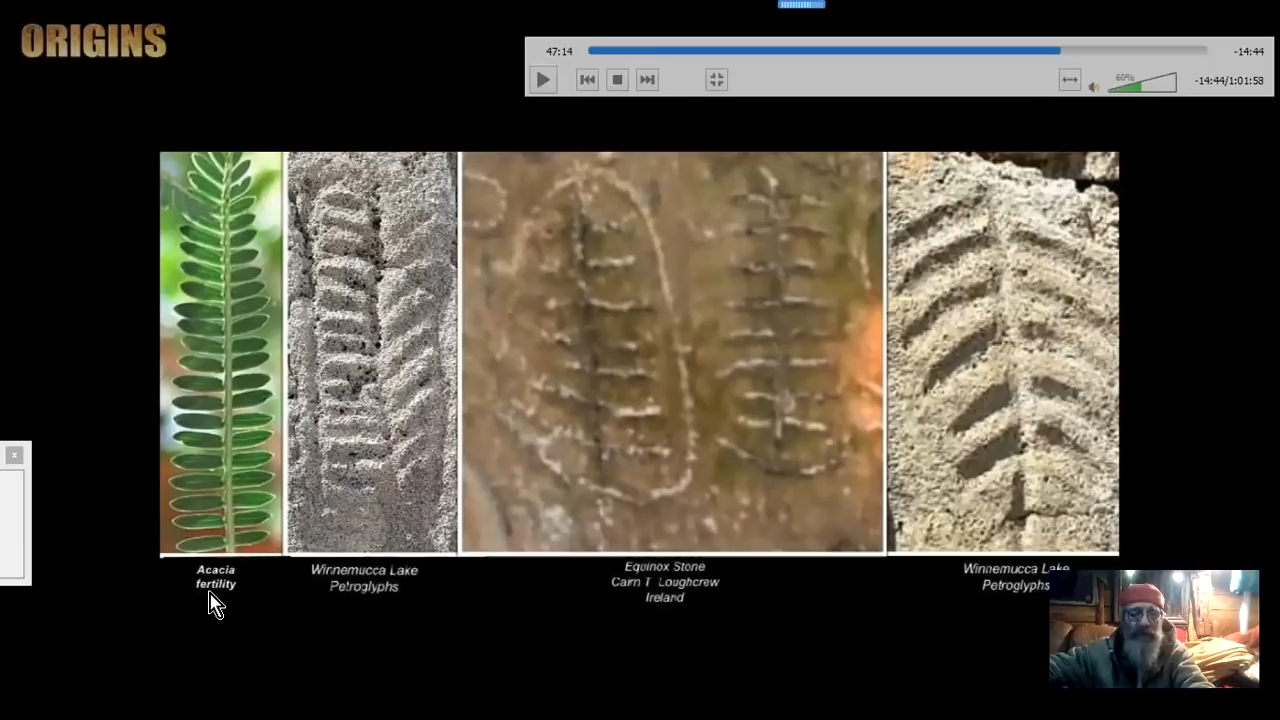 ORIGINS
47:14
-14:44
60%
-14:44/1:01:58
x
Acacia
fertility
Winnemucca Lake
Petroglyphs
Equinox Stone
Cairn T Loughcrew
Ireland
Winnemucca Lake
Petroglyphs